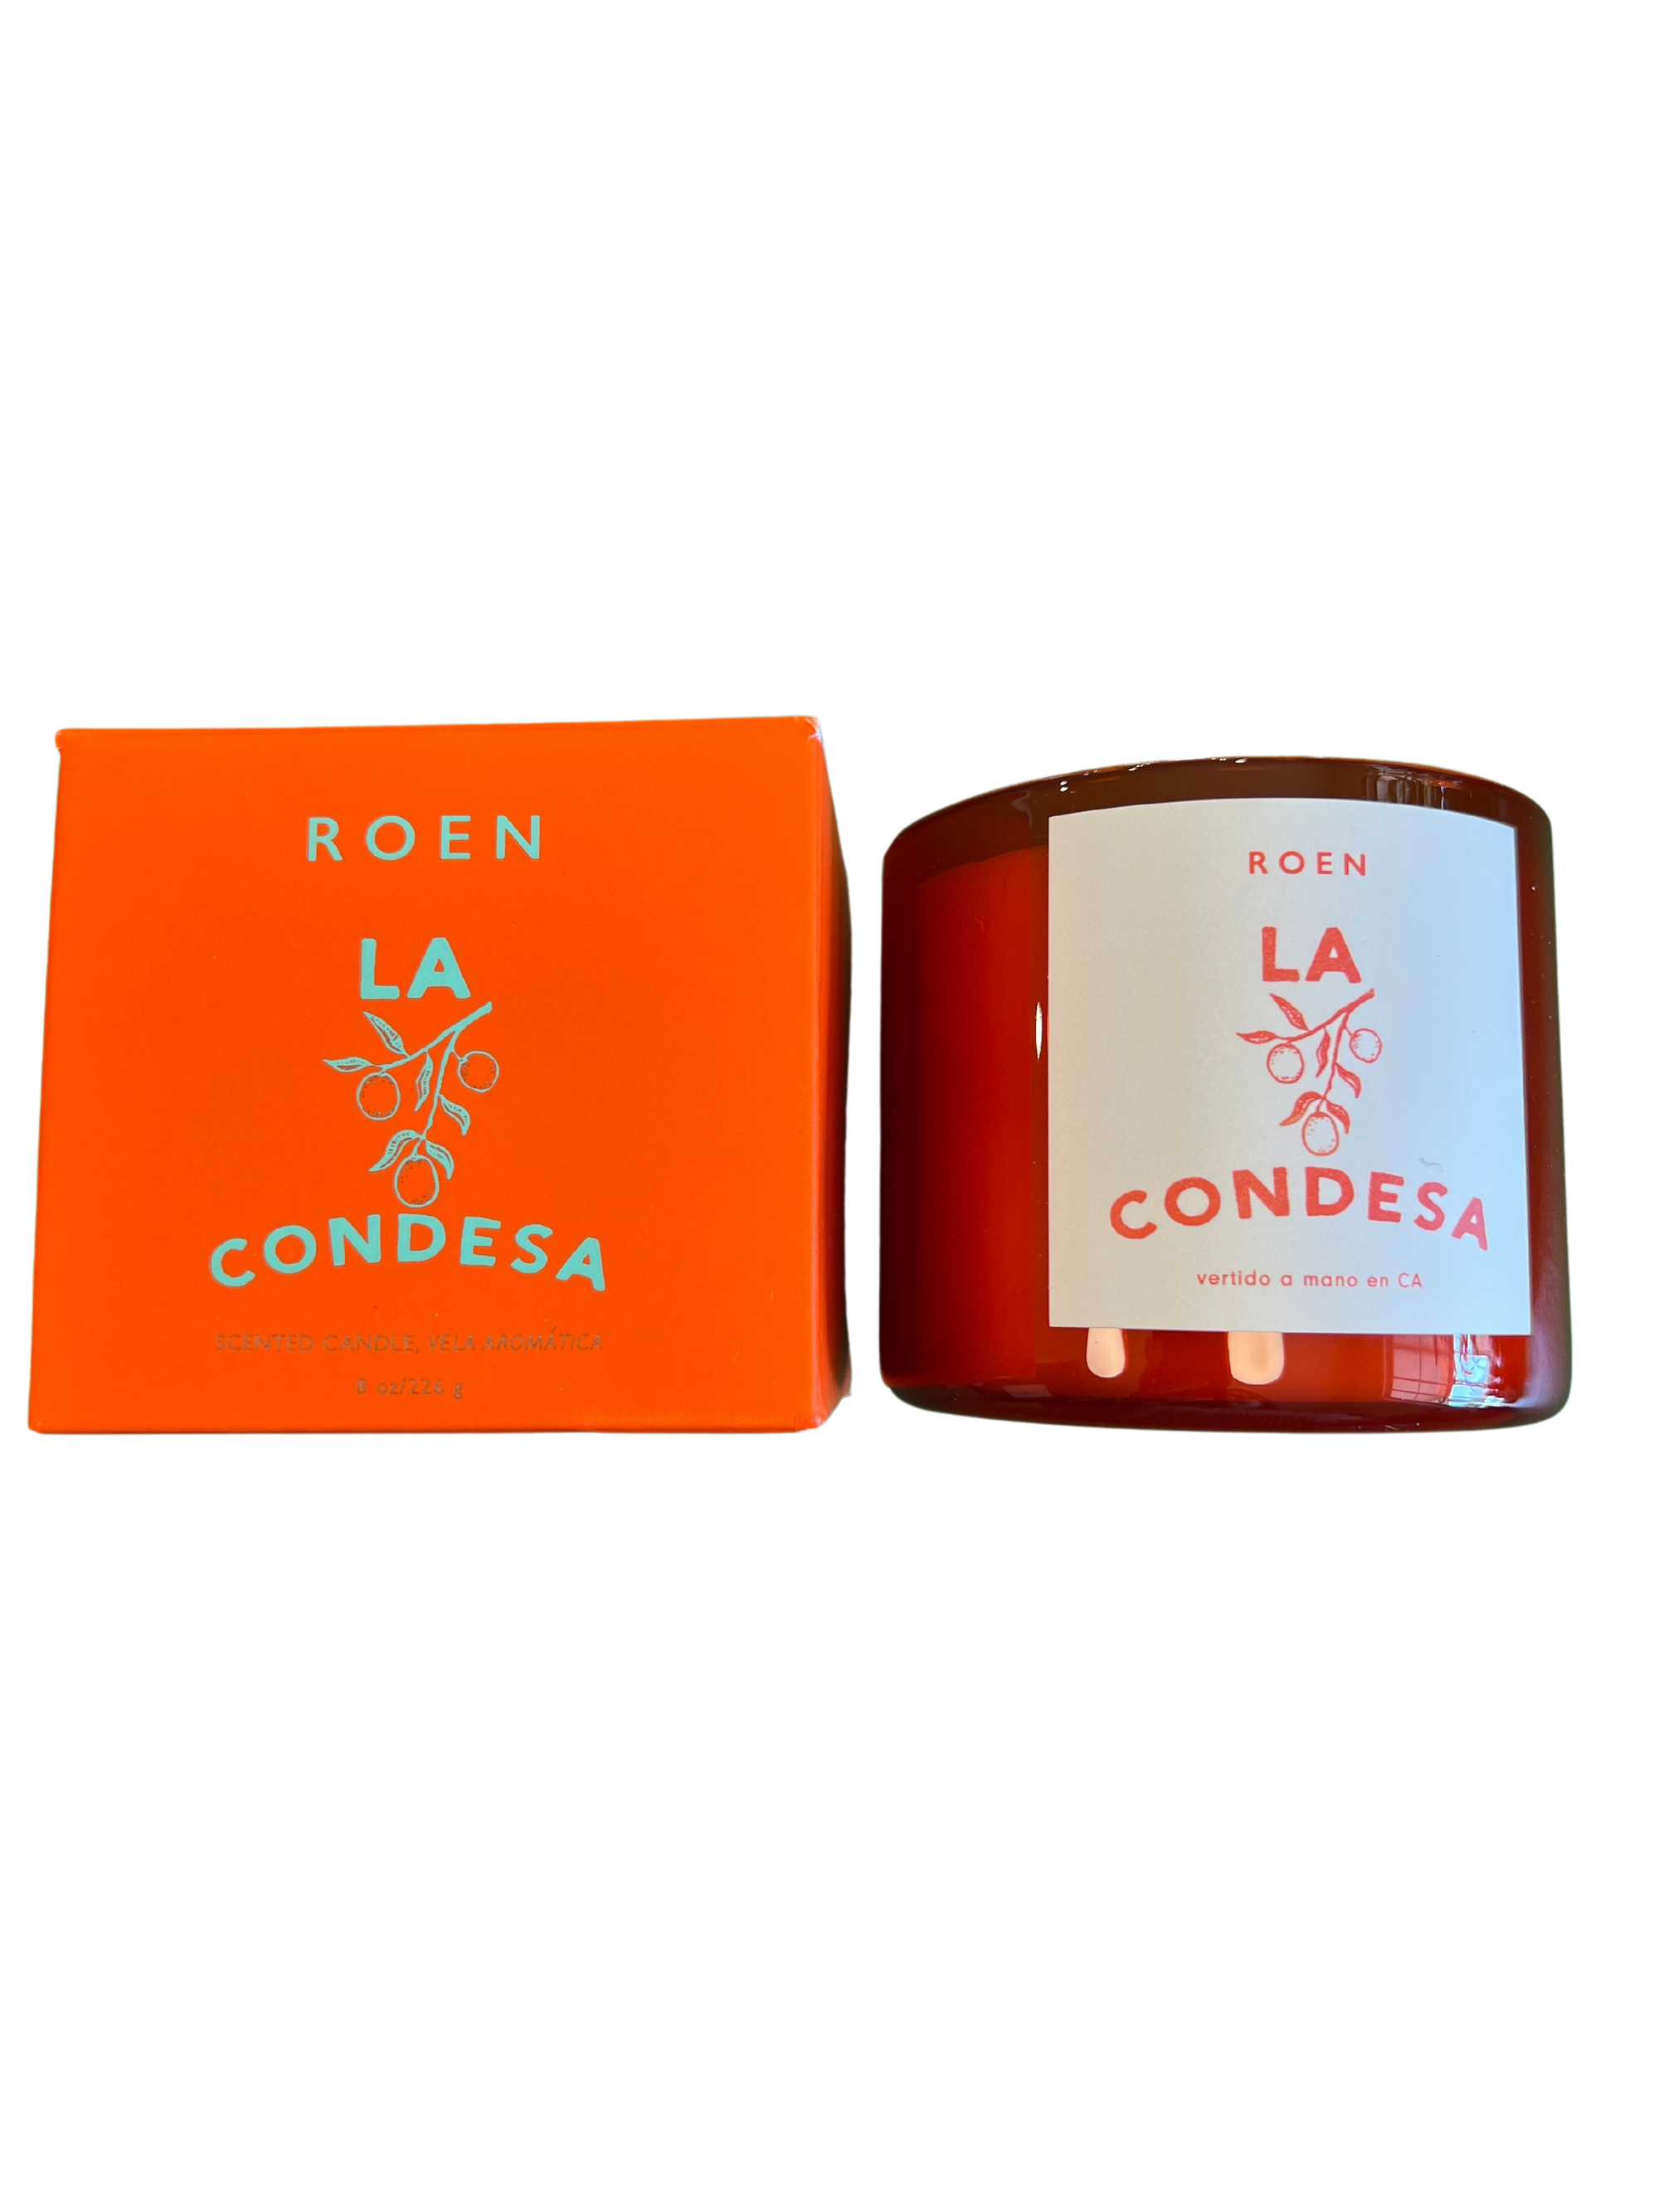 ROEN
LA
CONDESA
SCENTED CANDLE, VELA AROMÁTICA
8 oz/226 g
ROEN
LA
CONDESA
vertido a mano en CA